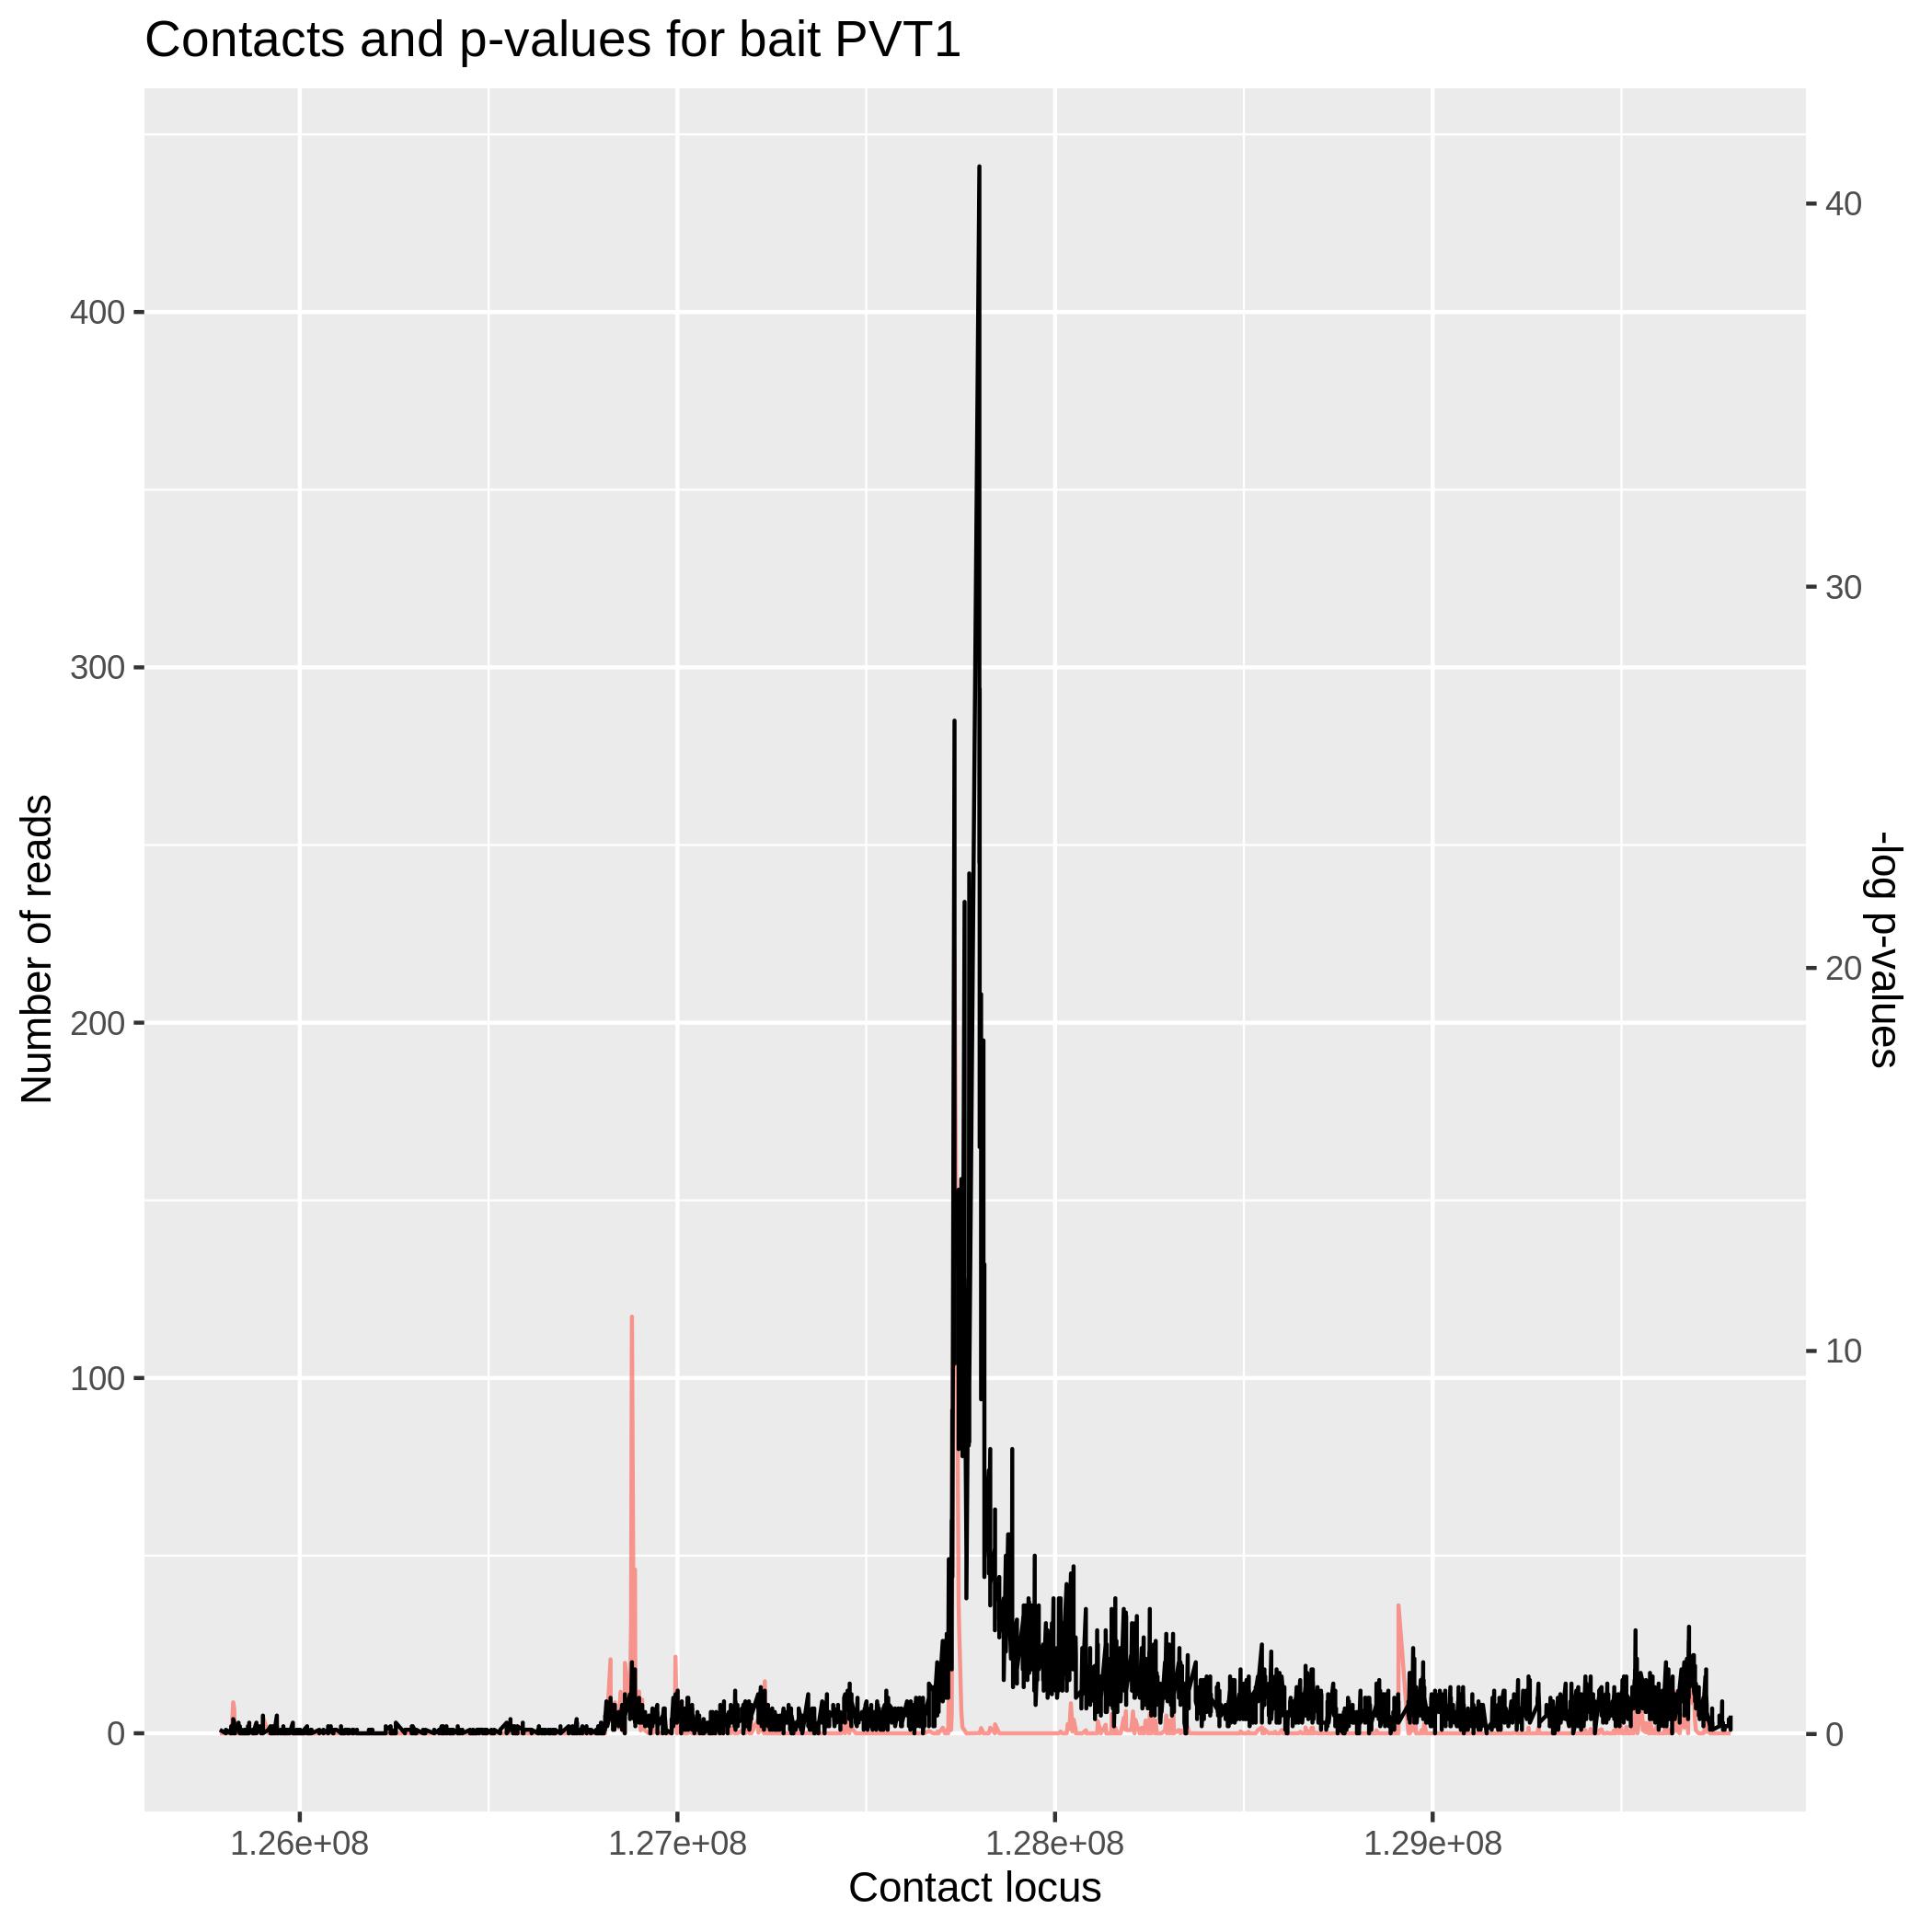 Contacts and p-values for bait PVT1
Number of reads
400
300
200
100
0
40
30
20
10
0
-log p-values
1.26e+08
1.27e+08
1.28e+08
1.29e+08
Contact locus